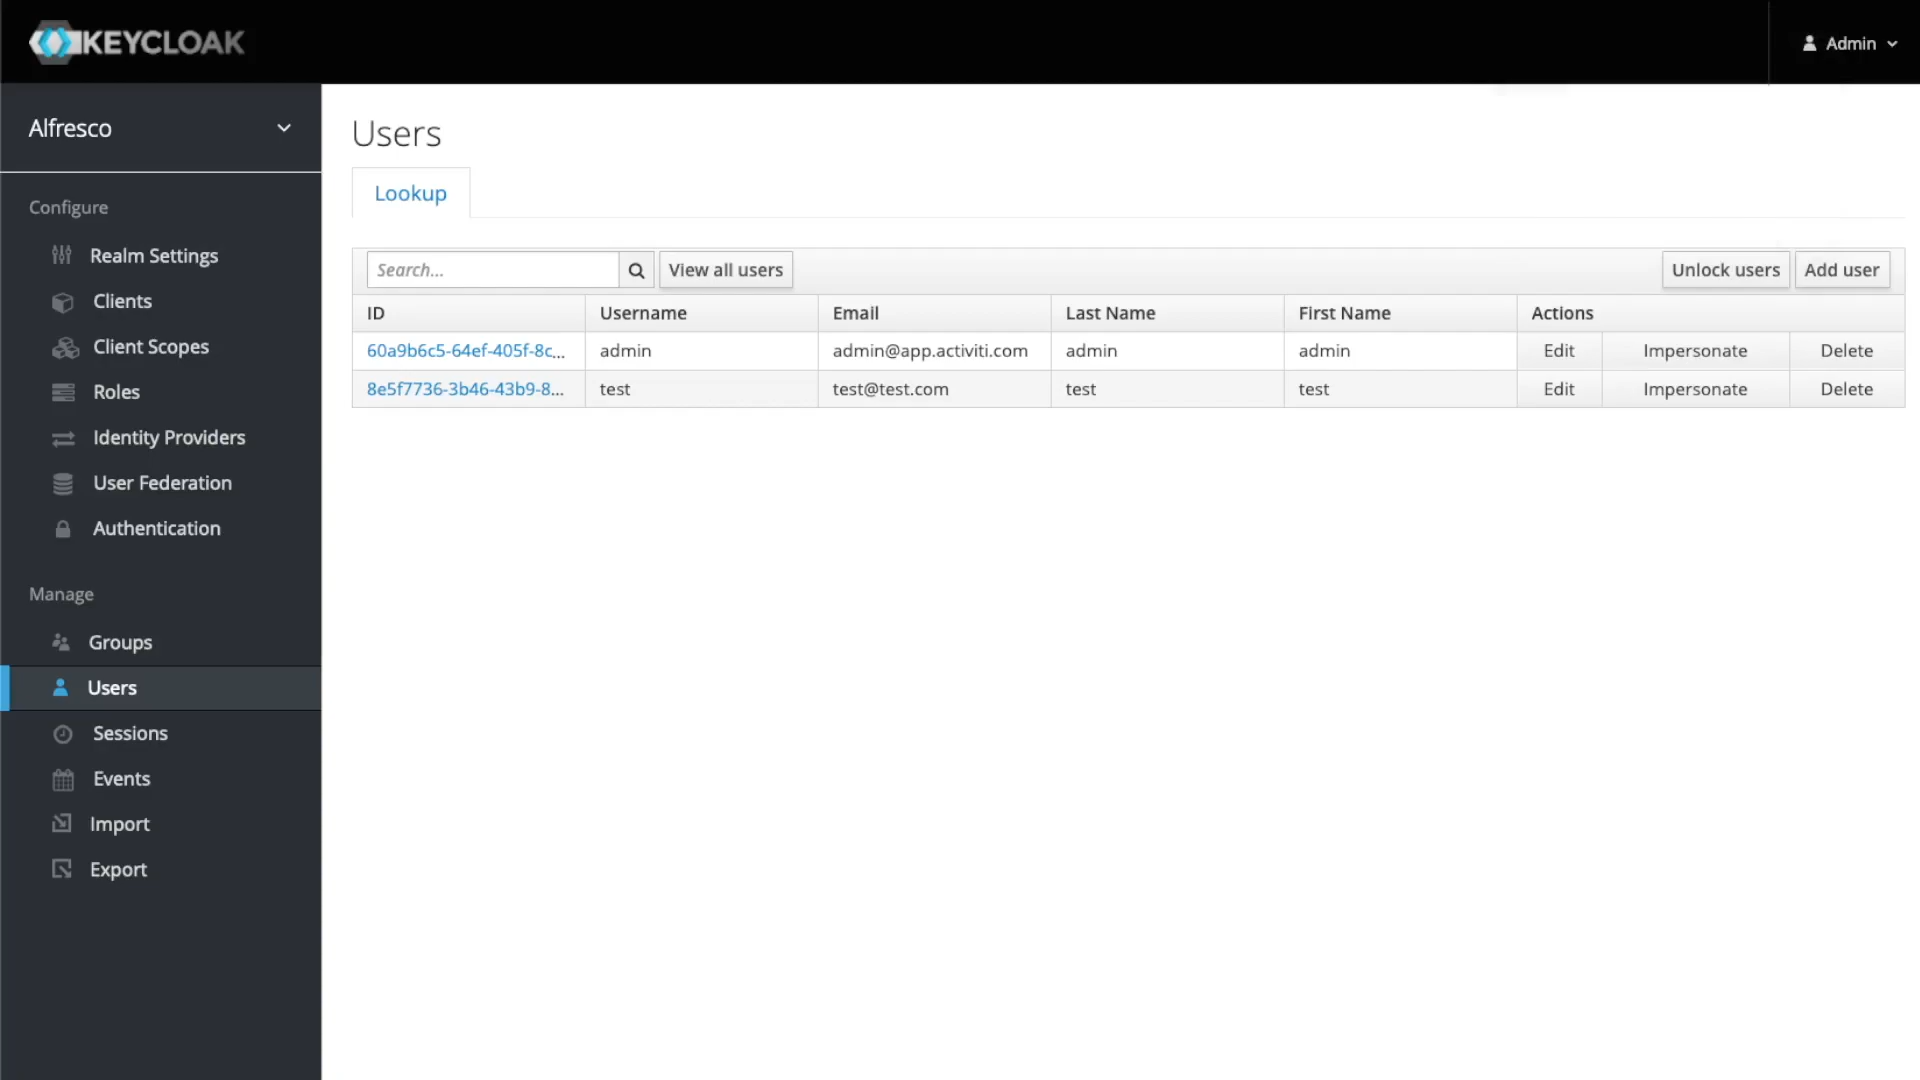 KEYCLOAK
Admin
Alfresco
Configure
Realm Settings
Clients
Client Scopes
Roles
Identity Providers
User Federation
Authentication
Manage
Groups
Users
Sessions
Events
Import
Export
Users
Lookup
Search... View all users Unlock users Add user
ID Username Email Last Name First Name Actions
60a9b6c5-64ef-405f-8c... admin admin@app.activiti.com admin admin Edit Impersonate Delete
8e5f7736-3b46-43b9-8... test test@test.com test test Edit Impersonate Delete